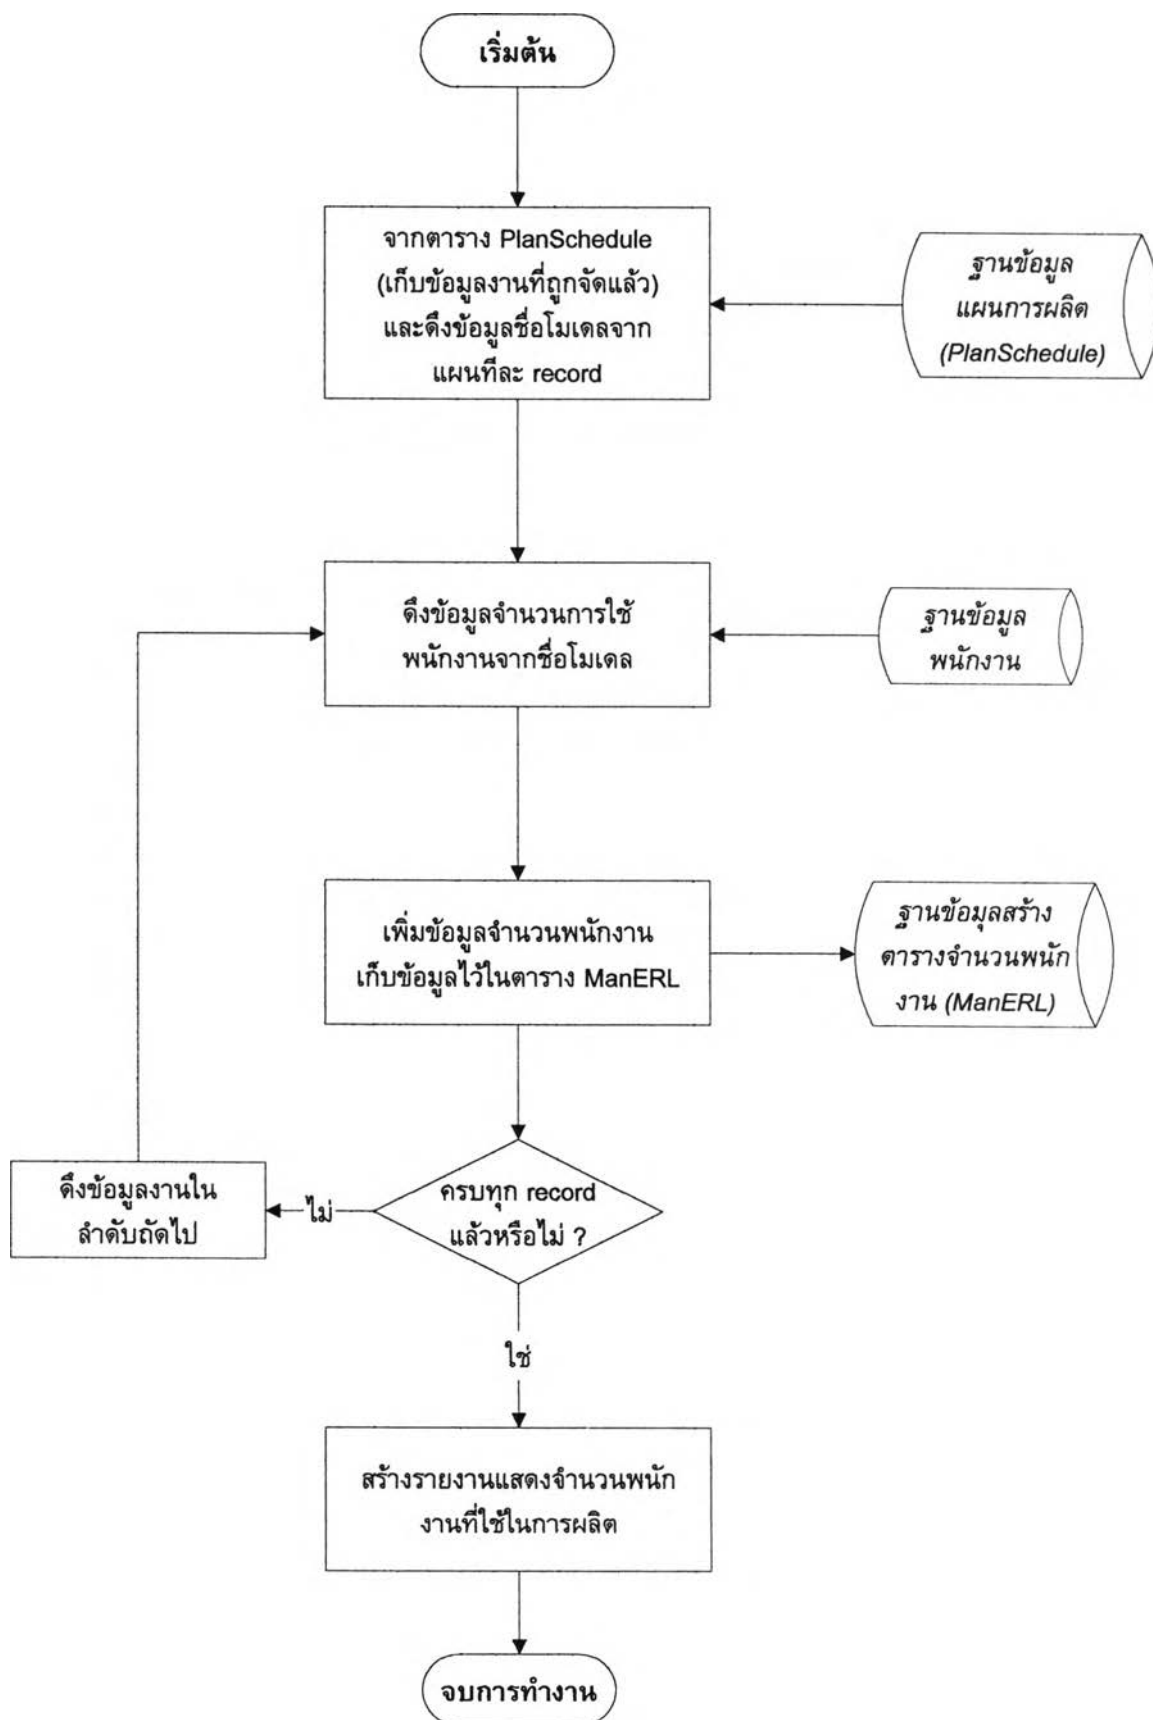 เริ่มต้น
จากตาราง PlanSchedule
(เก็บข้อมูลงานที่ถูกจัดแล้ว)
และดึงข้อมูลชื่อโมเดลจาก
แผนทีละ record
ฐานข้อมูล
แผนการผลิต
(PlanSchedule)
ดึงข้อมูลจำนวนการใช้
พนักงานจากชื่อโมเดล
ฐานข้อมูล
พนักงาน
เพิ่มข้อมูลจำนวนพนักงาน
เก็บข้อมูลไว้ในตาราง ManERL
ฐานข้อมุลสร้าง
ตารางจำนวนพนัก
งาน (ManERL)
ครบทุก record
แล้วหรือไม่ ?
ไม่
ดึงข้อมูลงานใน
ลำดับถัดไป
ใช่
สร้างรายงานแสดงจำนวนพนัก
งานที่ใช้ในการผลิต
จบการทำงาน